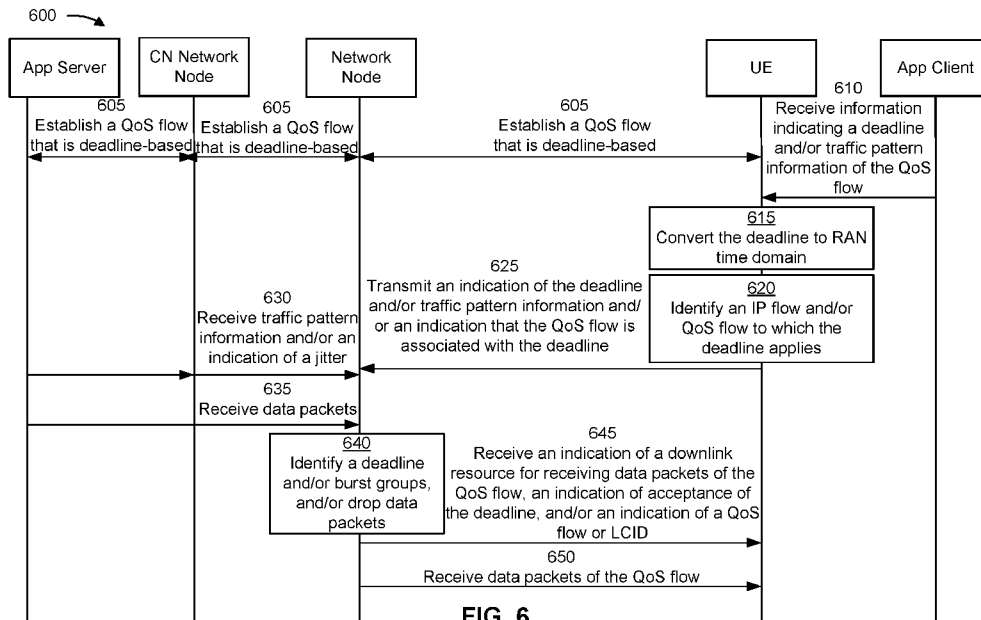 600
App Server
CN Network
Node
Network
Node
UE
App Client
605
Establish a QoS flow
that is deadline-based
605
Establish a QoS flow
that is deadline-based
605
Establish a QoS flow
that is deadline-based
610
Receive information
indicating a deadline
and/or traffic pattern
information of the QoS
flow
615
Convert the deadline to RAN
time domain
620
Identify an IP flow and/or
QoS flow to which the
deadline applies
625
Transmit an indication of the deadline
and/or traffic pattern information and/
or an indication that the QoS flow is
associated with the deadline
630
Receive traffic pattern
information and/or an
indication of a jitter
635
Receive data packets
640
Identify a deadline
and/or burst groups,
and/or drop data
packets
645
Receive an indication of a downlink
resource for receiving data packets of the
QoS flow, an indication of acceptance of
the deadline, and/or an indication of a QoS
flow or LCID
650
Receive data packets of the QoS flow
FIG. 6